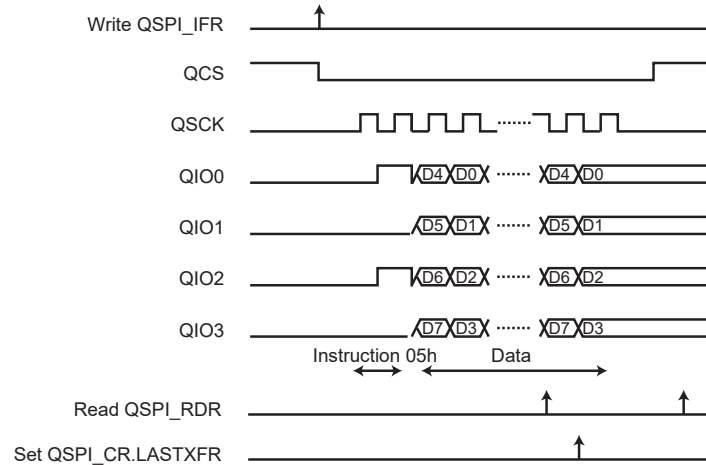 Write QSPI_IFR
QCS
QSCK
QIO0 D4 D0 D4 D0
QIO1 D5 D1 D5 D1
QIO2 D6 D2 D6 D2
QIO3 D7 D3 D7 D3
Instruction 05h Data
Read QSPI_RDR
Set QSPI_CR.LASTXFR